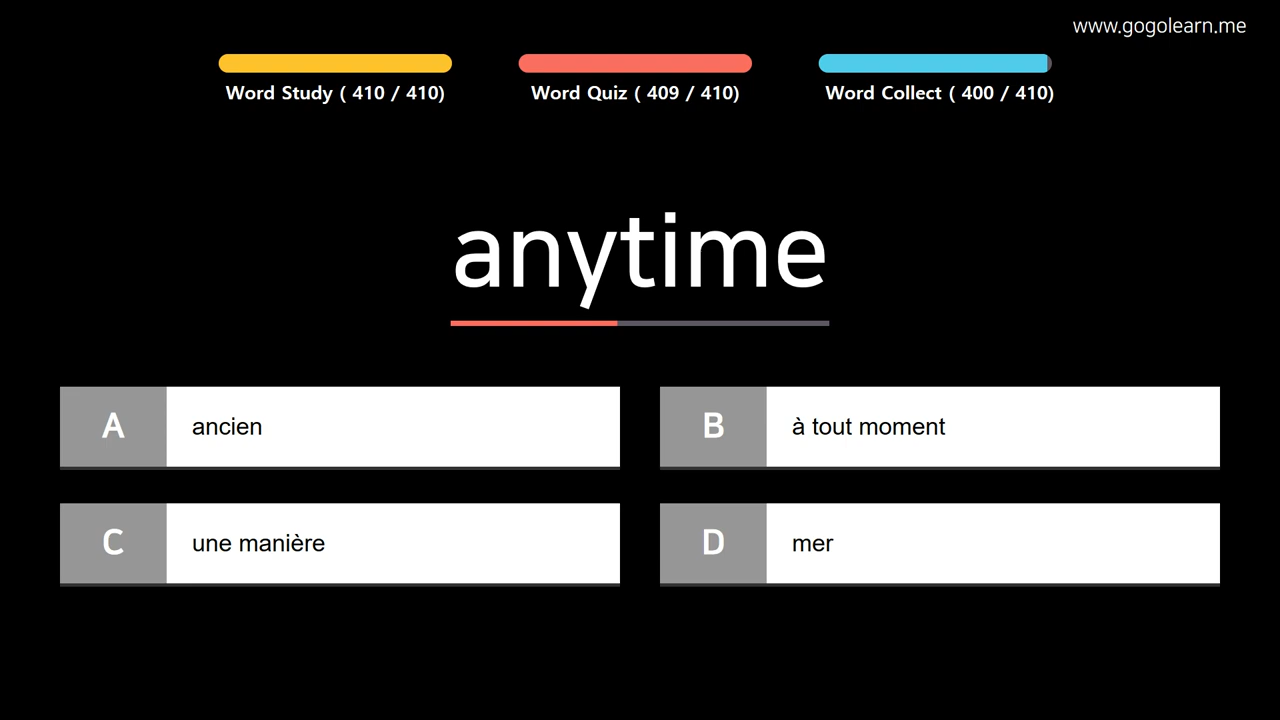 www.gogolearn.me
Word Study ( 410 / 410)
Word Quiz ( 409 / 410)
Word Collect ( 400 / 410)
anytime
A
ancien
B
à tout moment
C
une manière
D
mer